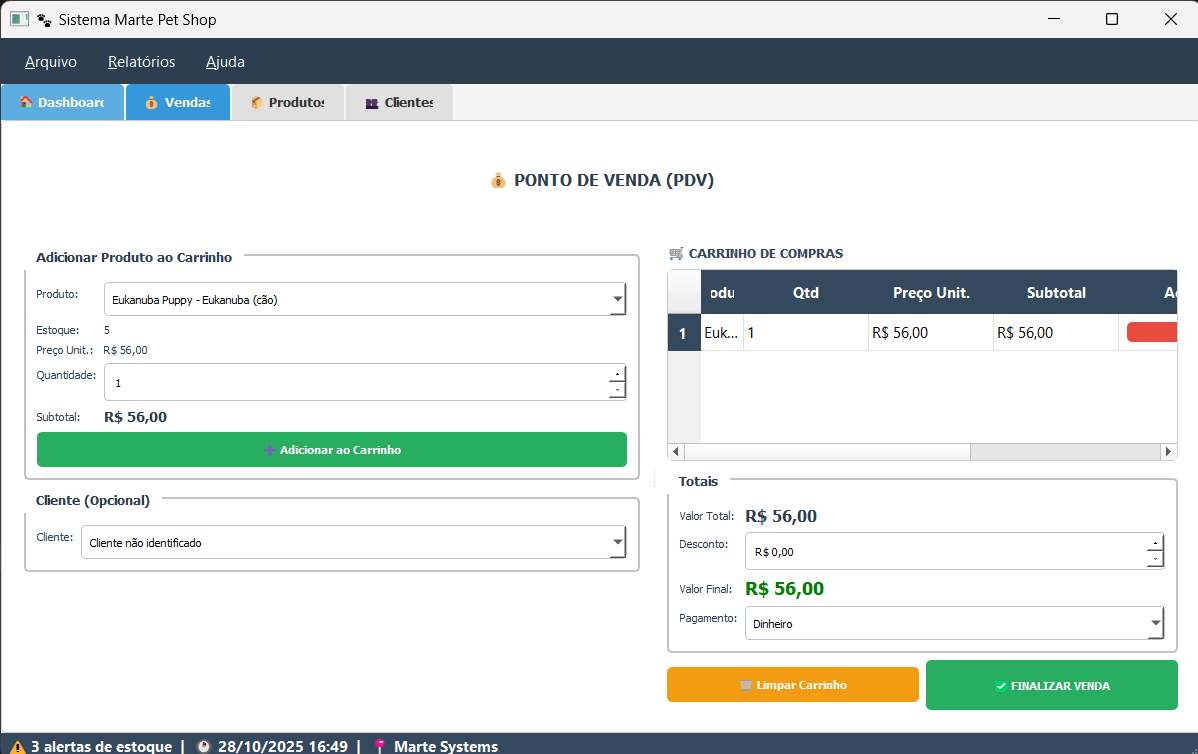 Sistema Marte Pet Shop
Arquivo Relatórios Ajuda
Dashboard Vendas Produtos Clientes
PONTO DE VENDA (PDV)
Adicionar Produto ao Carrinho
Produto: Eukanuba Puppy - Eukanuba (cão)
Estoque: 5
Preço Unit.: R$ 56,00
Quantidade: 1
Subtotal: R$ 56,00
Adicionar ao Carrinho
Cliente (Opcional)
Cliente: Cliente não identificado
CARRINHO DE COMPRAS
odu Qtd Preço Unit. Subtotal A
1 Euk... 1 R$ 56,00 R$ 56,00
Totais
Valor Total: R$ 56,00
Desconto: R$ 0,00
Valor Final: R$ 56,00
Pagamento: Dinheiro
Limpar Carrinho FINALIZAR VENDA
3 alertas de estoque | 28/10/2025 16:49 | Marte Systems